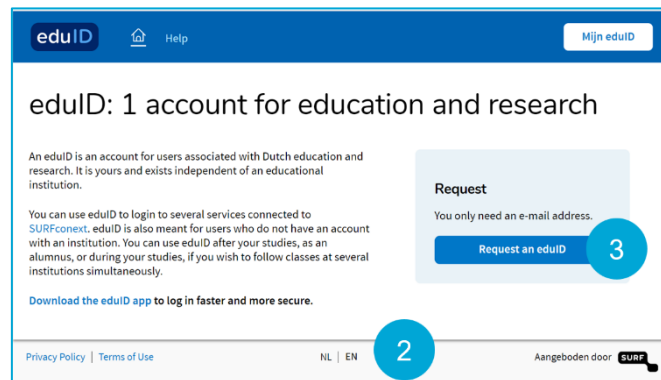 eduID Help Mijn eduID
eduID: 1 account for education and research
An eduID is an account for users associated with Dutch education and
research. It is yours and exists independent of an educational
institution.
You can use eduID to login to several services connected to
SURFconext. eduID is also meant for users who do not have an account
with an institution. You can use eduID after your studies, as an
alumnus, or during your studies, if you wish to follow classes at several
institutions simultaneously.
Download the eduID app to log in faster and more secure.
Request
You only need an e-mail address.
Request an eduID 3
Privacy Policy | Terms of Use NL | EN 2 Aangeboden door SURF